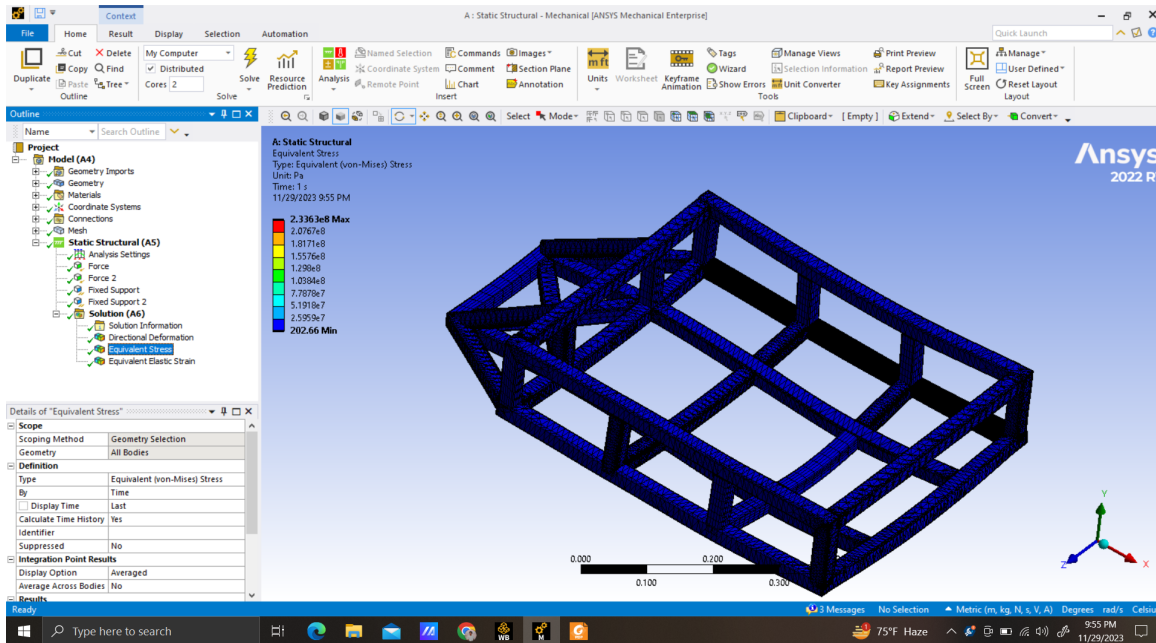 Context
A : Static Structural - Mechanical [ANSYS Mechanical Enterprise]
File Home Result Display Selection Automation Quick Launch
Duplicate Cut Copy Paste Delete Find Tree
Outline
My Computer Distributed Cores 2 Solve Resource Prediction
Solve
Analysis Named Selection Coordinate System Remote Point Commands Comment Chart Images Section Plane Annotation
Insert
Units Worksheet Keyframe Animation Tags Wizard Show Errors Manage Views Selection Information Unit Converter Print Preview Report Preview Key Assignments
Tools
Full Screen Manage User Defined Reset Layout
Layout
Outline
Name Search Outline
Select Mode Clipboard [ Empty ] Extend Select By Convert
Project
Model (A4)
Geometry Imports
Geometry
Materials
Coordinate Systems
Connections
Mesh
Static Structural (A5)
Analysis Settings
Force
Force 2
Fixed Support
Fixed Support 2
Solution (A6)
Solution Information
Directional Deformation
Equivalent Stress
Equivalent Elastic Strain
Details of "Equivalent Stress"
Scope
Scoping Method Geometry Selection
Geometry All Bodies
Definition
Type Equivalent (von-Mises) Stress
By Time
Display Time Last
Calculate Time History Yes
Identifier
Suppressed No
Integration Point Results
Display Option Averaged
Average Across Bodies No
Results
A: Static Structural
Equivalent Stress
Type: Equivalent (von-Mises) Stress
Unit: Pa
Time: 1 s
11/29/2023 9:55 PM
2.3363e8 Max
2.0767e8
1.8171e8
1.5576e8
1.298e8
1.0384e8
7.7878e7
5.1918e7
2.5959e7
202.66 Min
Ansys
2022 R
0.000 0.200
0.100 0.300
Y
Z X
Ready 3 Messages No Selection Metric (m, kg, N, s, V, A) Degrees rad/s Celsiu
Type here to search WB M 75°F Haze 9:55 PM
11/29/2023